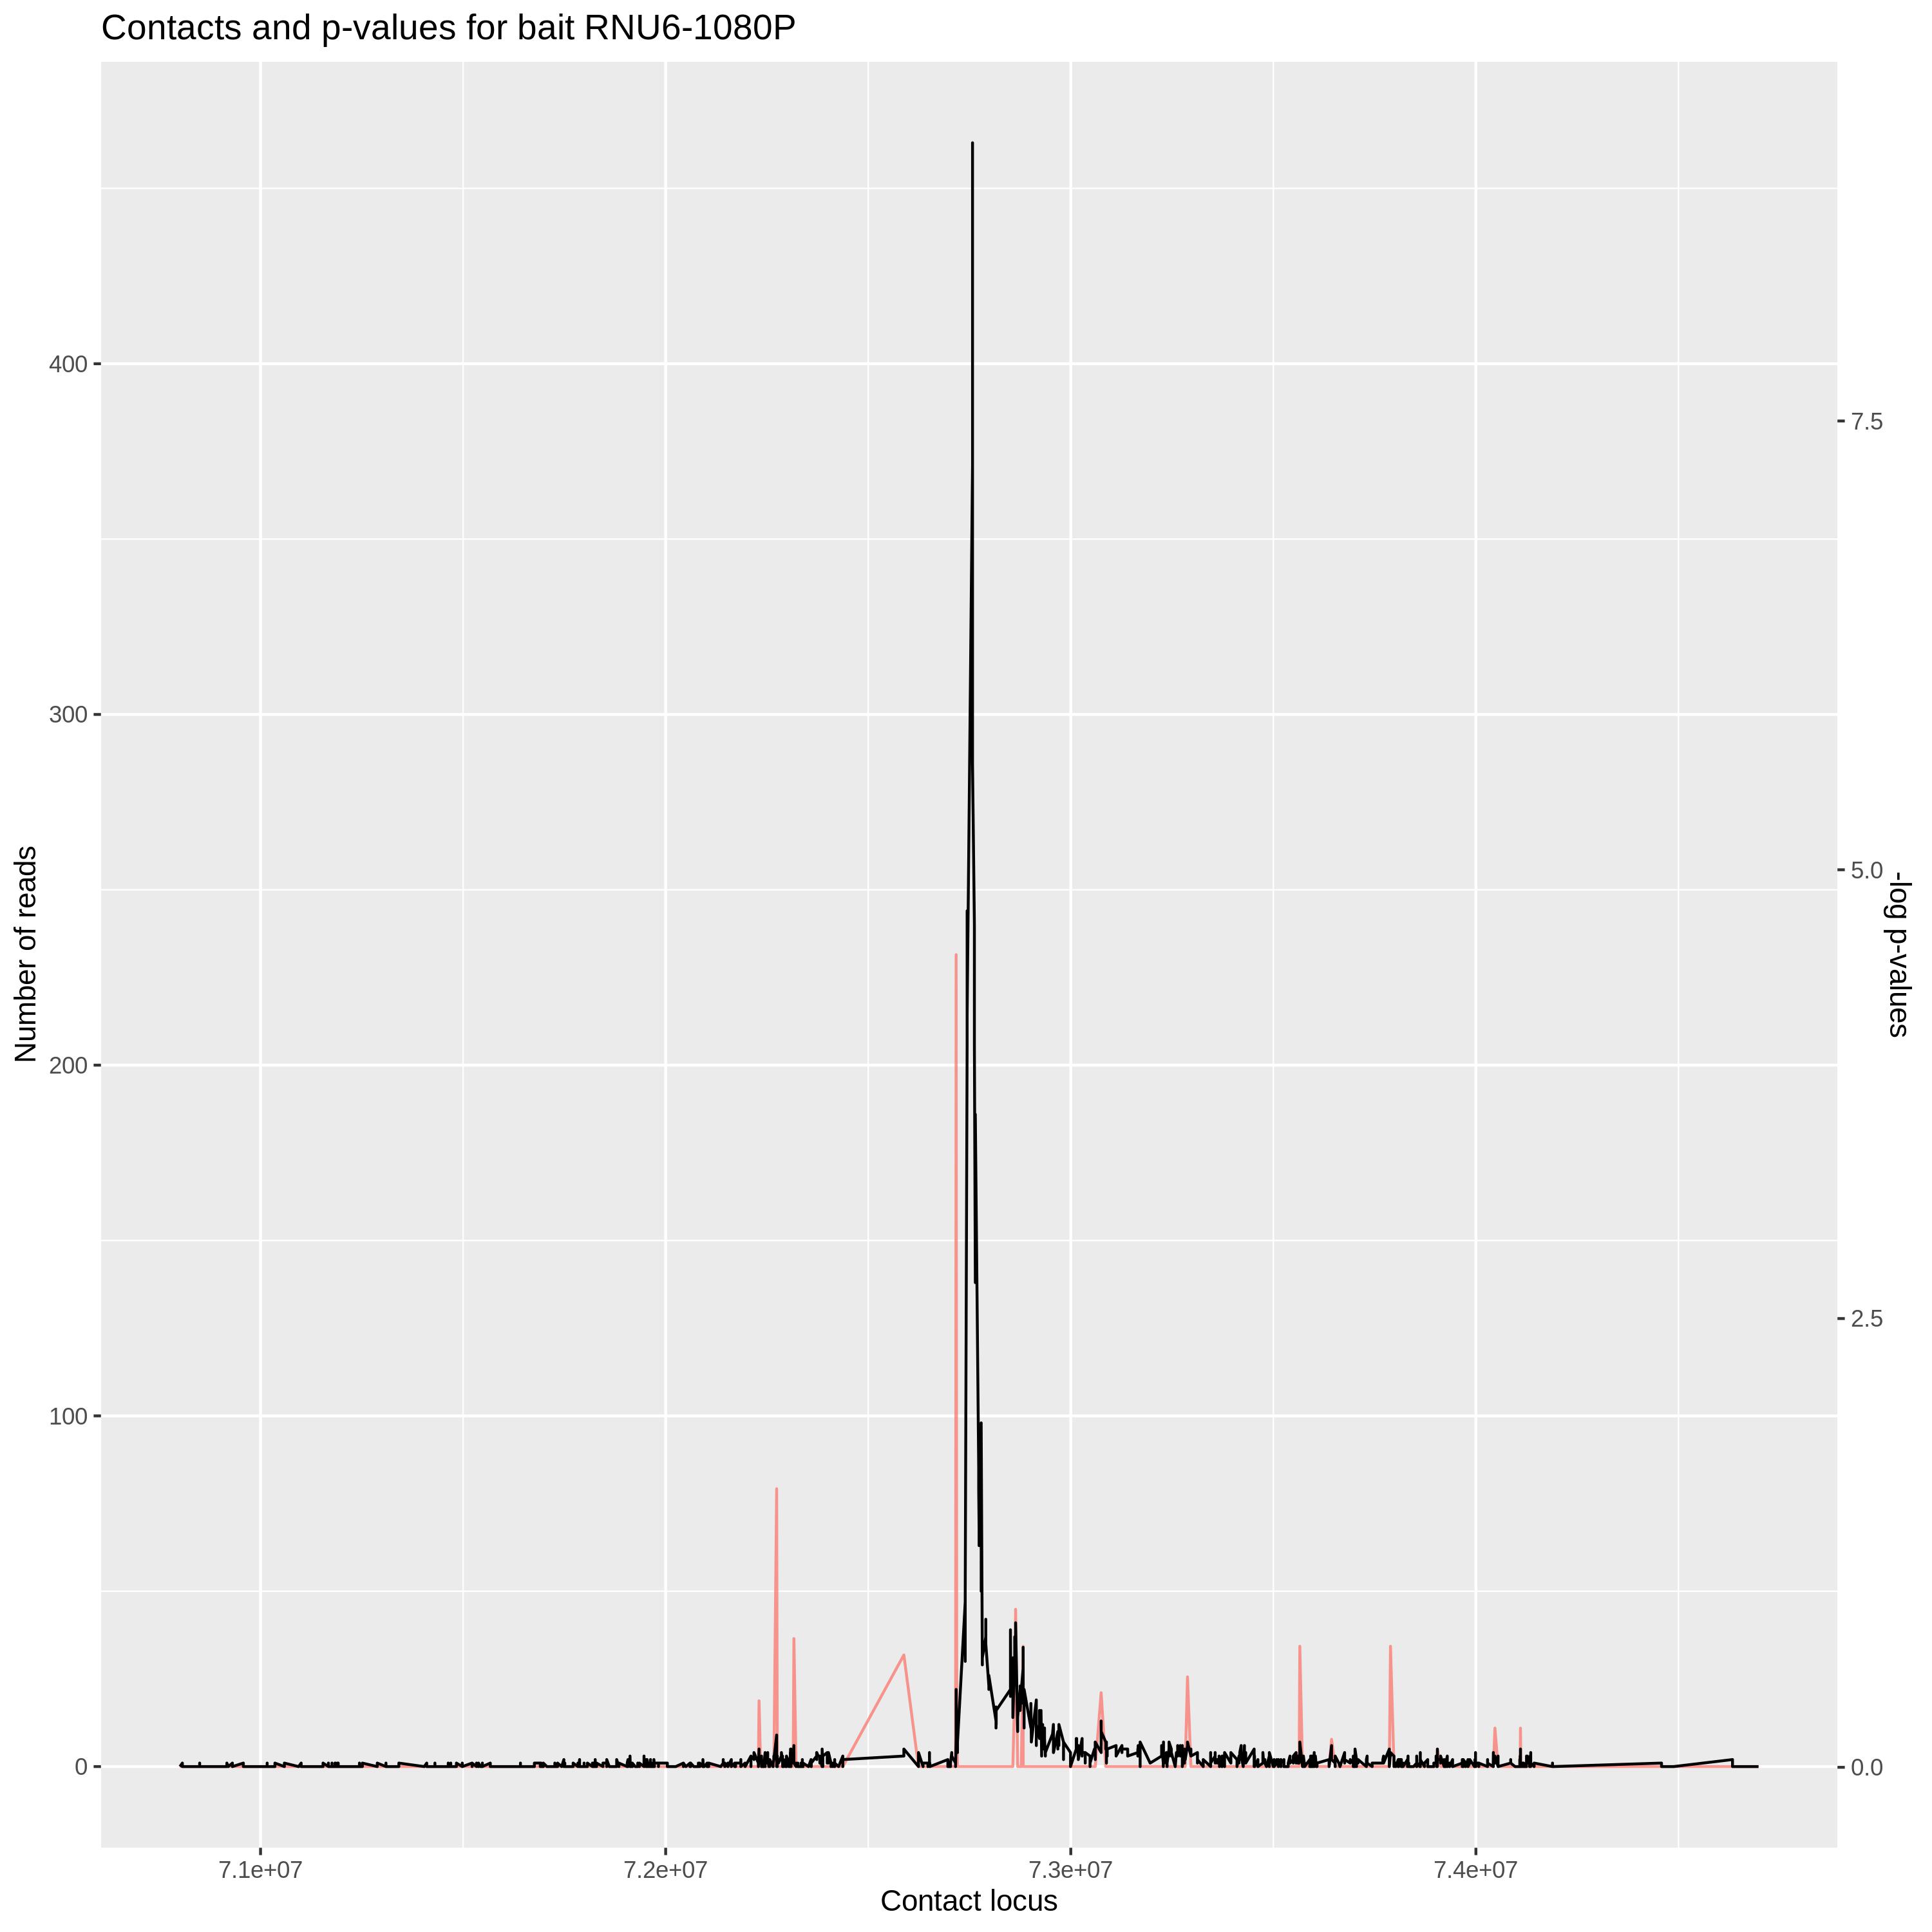 Contacts and p-values for bait RNU6-1080P
400
300
200
100
0
Number of reads
7.5
5.0
2.5
0.0
-log p-values
7.1e+07
7.2e+07
7.3e+07
7.4e+07
Contact locus